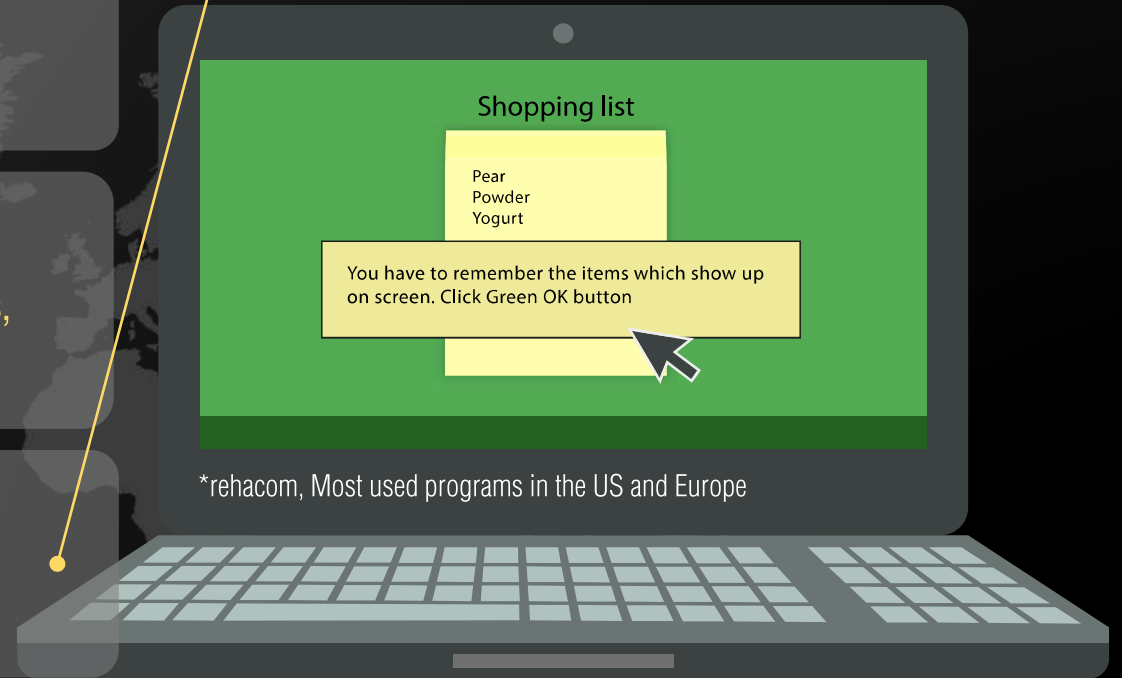 Shopping list
Pear
Powder
Yogurt
You have to remember the items which show up
on screen. Click Green OK button
*rehacom, Most used programs in the US and Europe